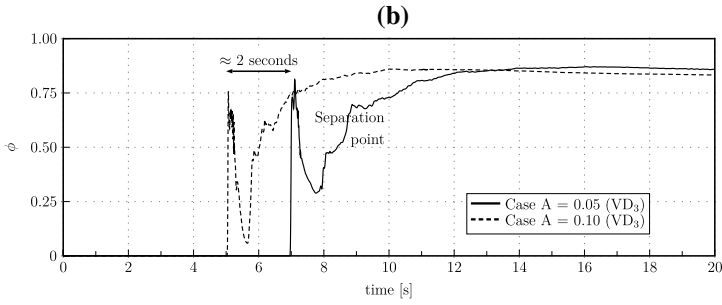 (b)
1.00
≈ 2 seconds
0.75
Separation
point
0.50
ϕ
0.25
Case A = 0.05 (VD₃)
Case A = 0.10 (VD₃)
0
0 2 4 6 8 10 12 14 16 18 20
time [s]